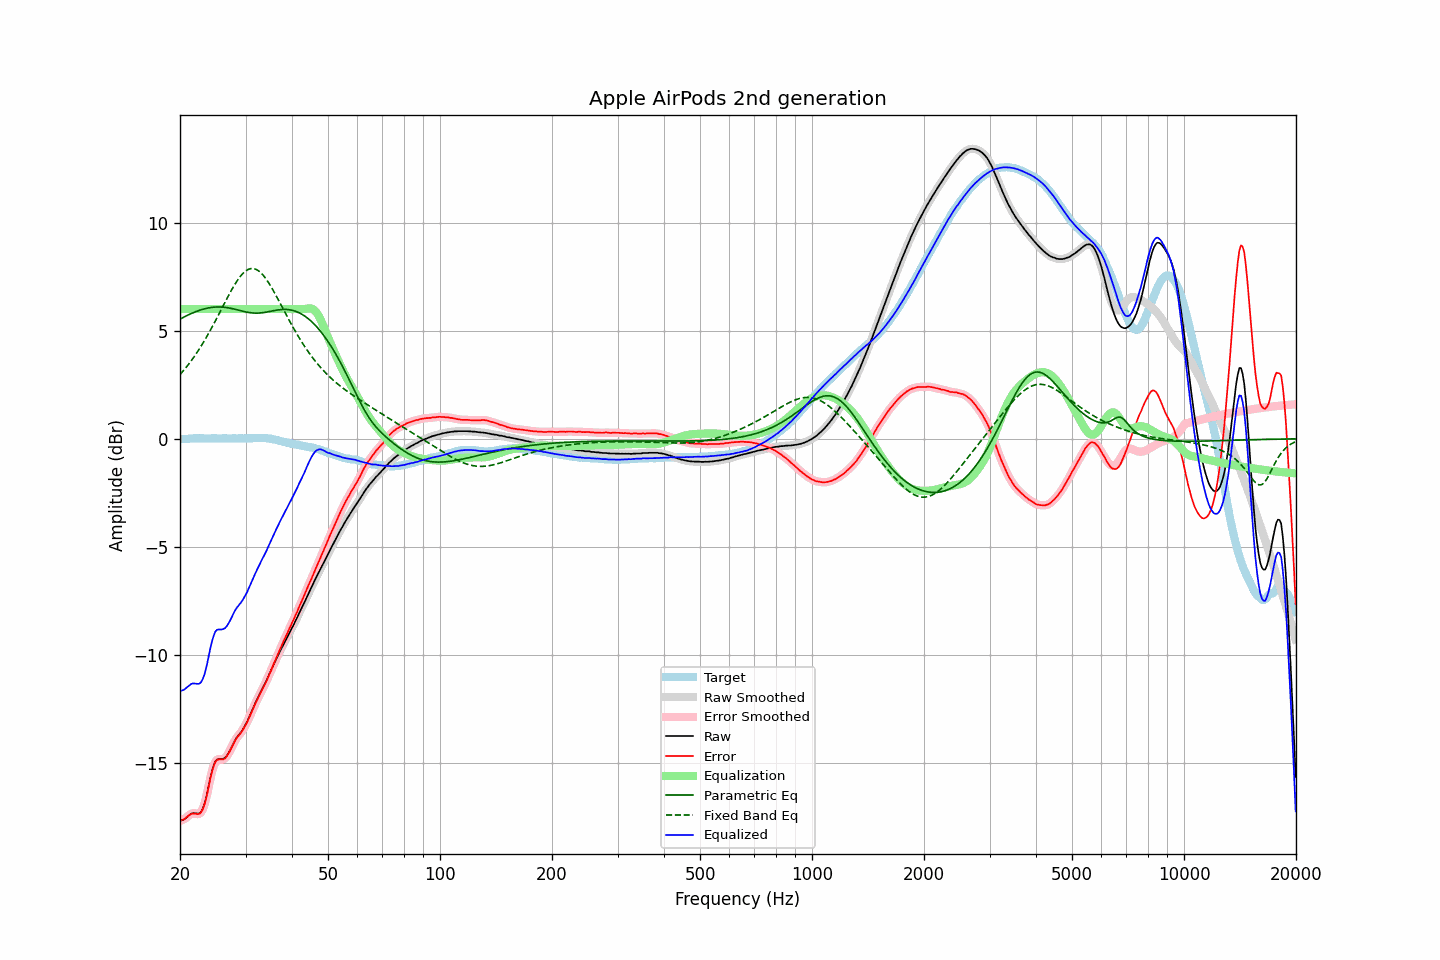 Apple AirPods 2nd generation
Amplitude (dBr)
10
5
0
−5
−10
−15
Target
Raw Smoothed
Error Smoothed
Raw
Error
Equalization
Parametric Eq
Fixed Band Eq
Equalized
20 50 100 200 500 1000 2000 5000 10000 20000
Frequency (Hz)